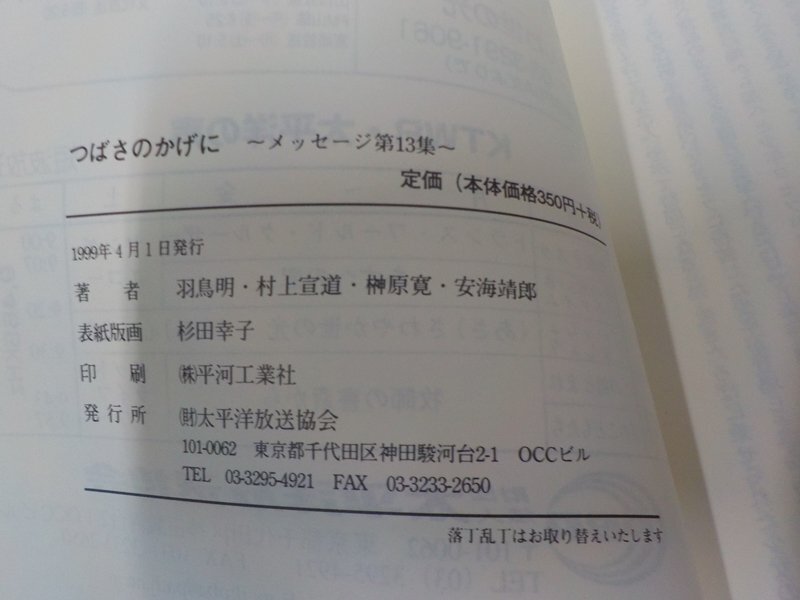 つばさのかげに 〜メッセージ第13集〜
定価（本体価格350円+税）
1999年4月1日発行
著者 羽鳥明・村上宣道・榊原寛・安海靖郎
表紙版画 杉田幸子
印刷 ㈱平河工業社
発行所 ㈶太平洋放送協会
101-0062 東京都千代田区神田駿河台2-1 OCCビル
TEL 03-3295-4921 FAX 03-3233-2650
落丁乱丁はお取り替えいたします